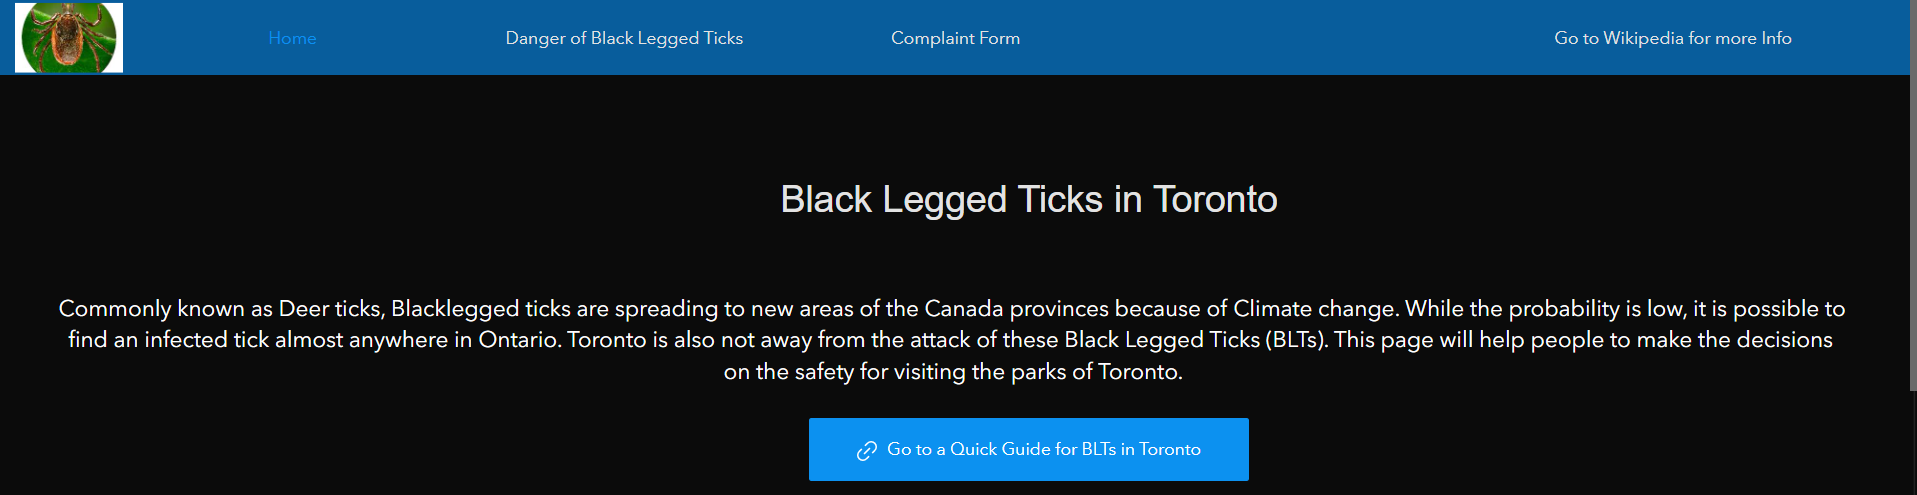 Home
Danger of Black Legged Ticks
Complaint Form
Go to Wikipedia for more Info
Black Legged Ticks in Toronto
Commonly known as Deer ticks, Blacklegged ticks are spreading to new areas of the Canada provinces because of Climate change. While the probability is low, it is possible to
find an infected tick almost anywhere in Ontario. Toronto is also not away from the attack of these Black Legged Ticks (BLTs). This page will help people to make the decisions
on the safety for visiting the parks of Toronto.
Go to a Quick Guide for BLTs in Toronto